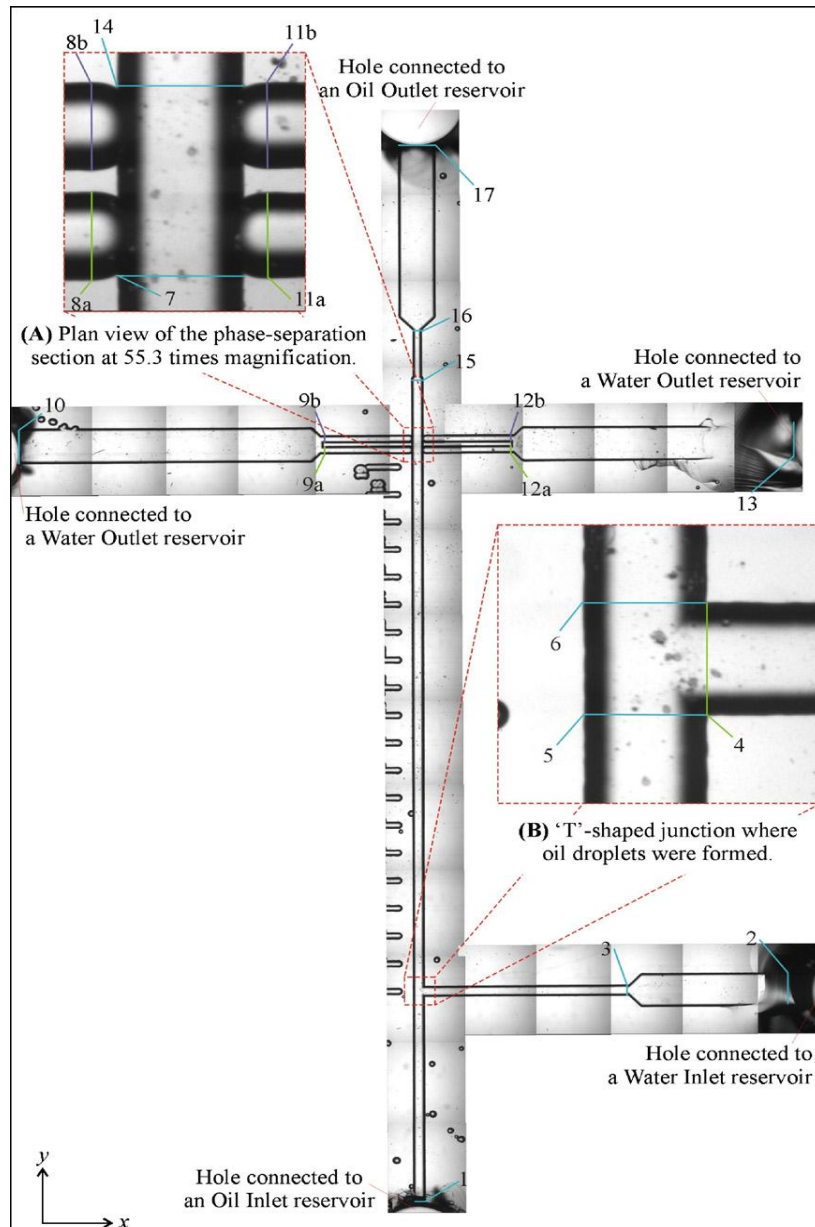 14
8b
11b
Hole connected to
an Oil Outlet reservoir
17
8a
7
11a
16
(A) Plan view of the phase-separation
section at 55.3 times magnification.
15
Hole connected to
a Water Outlet reservoir
10
9b
12b
9a
12a
13
Hole connected to
a Water Outlet reservoir
6
5
4
(B) ‘T’-shaped junction where
oil droplets were formed.
3
2
Hole connected to
a Water Inlet reservoir
Hole connected to
an Oil Inlet reservoir
1
y
x